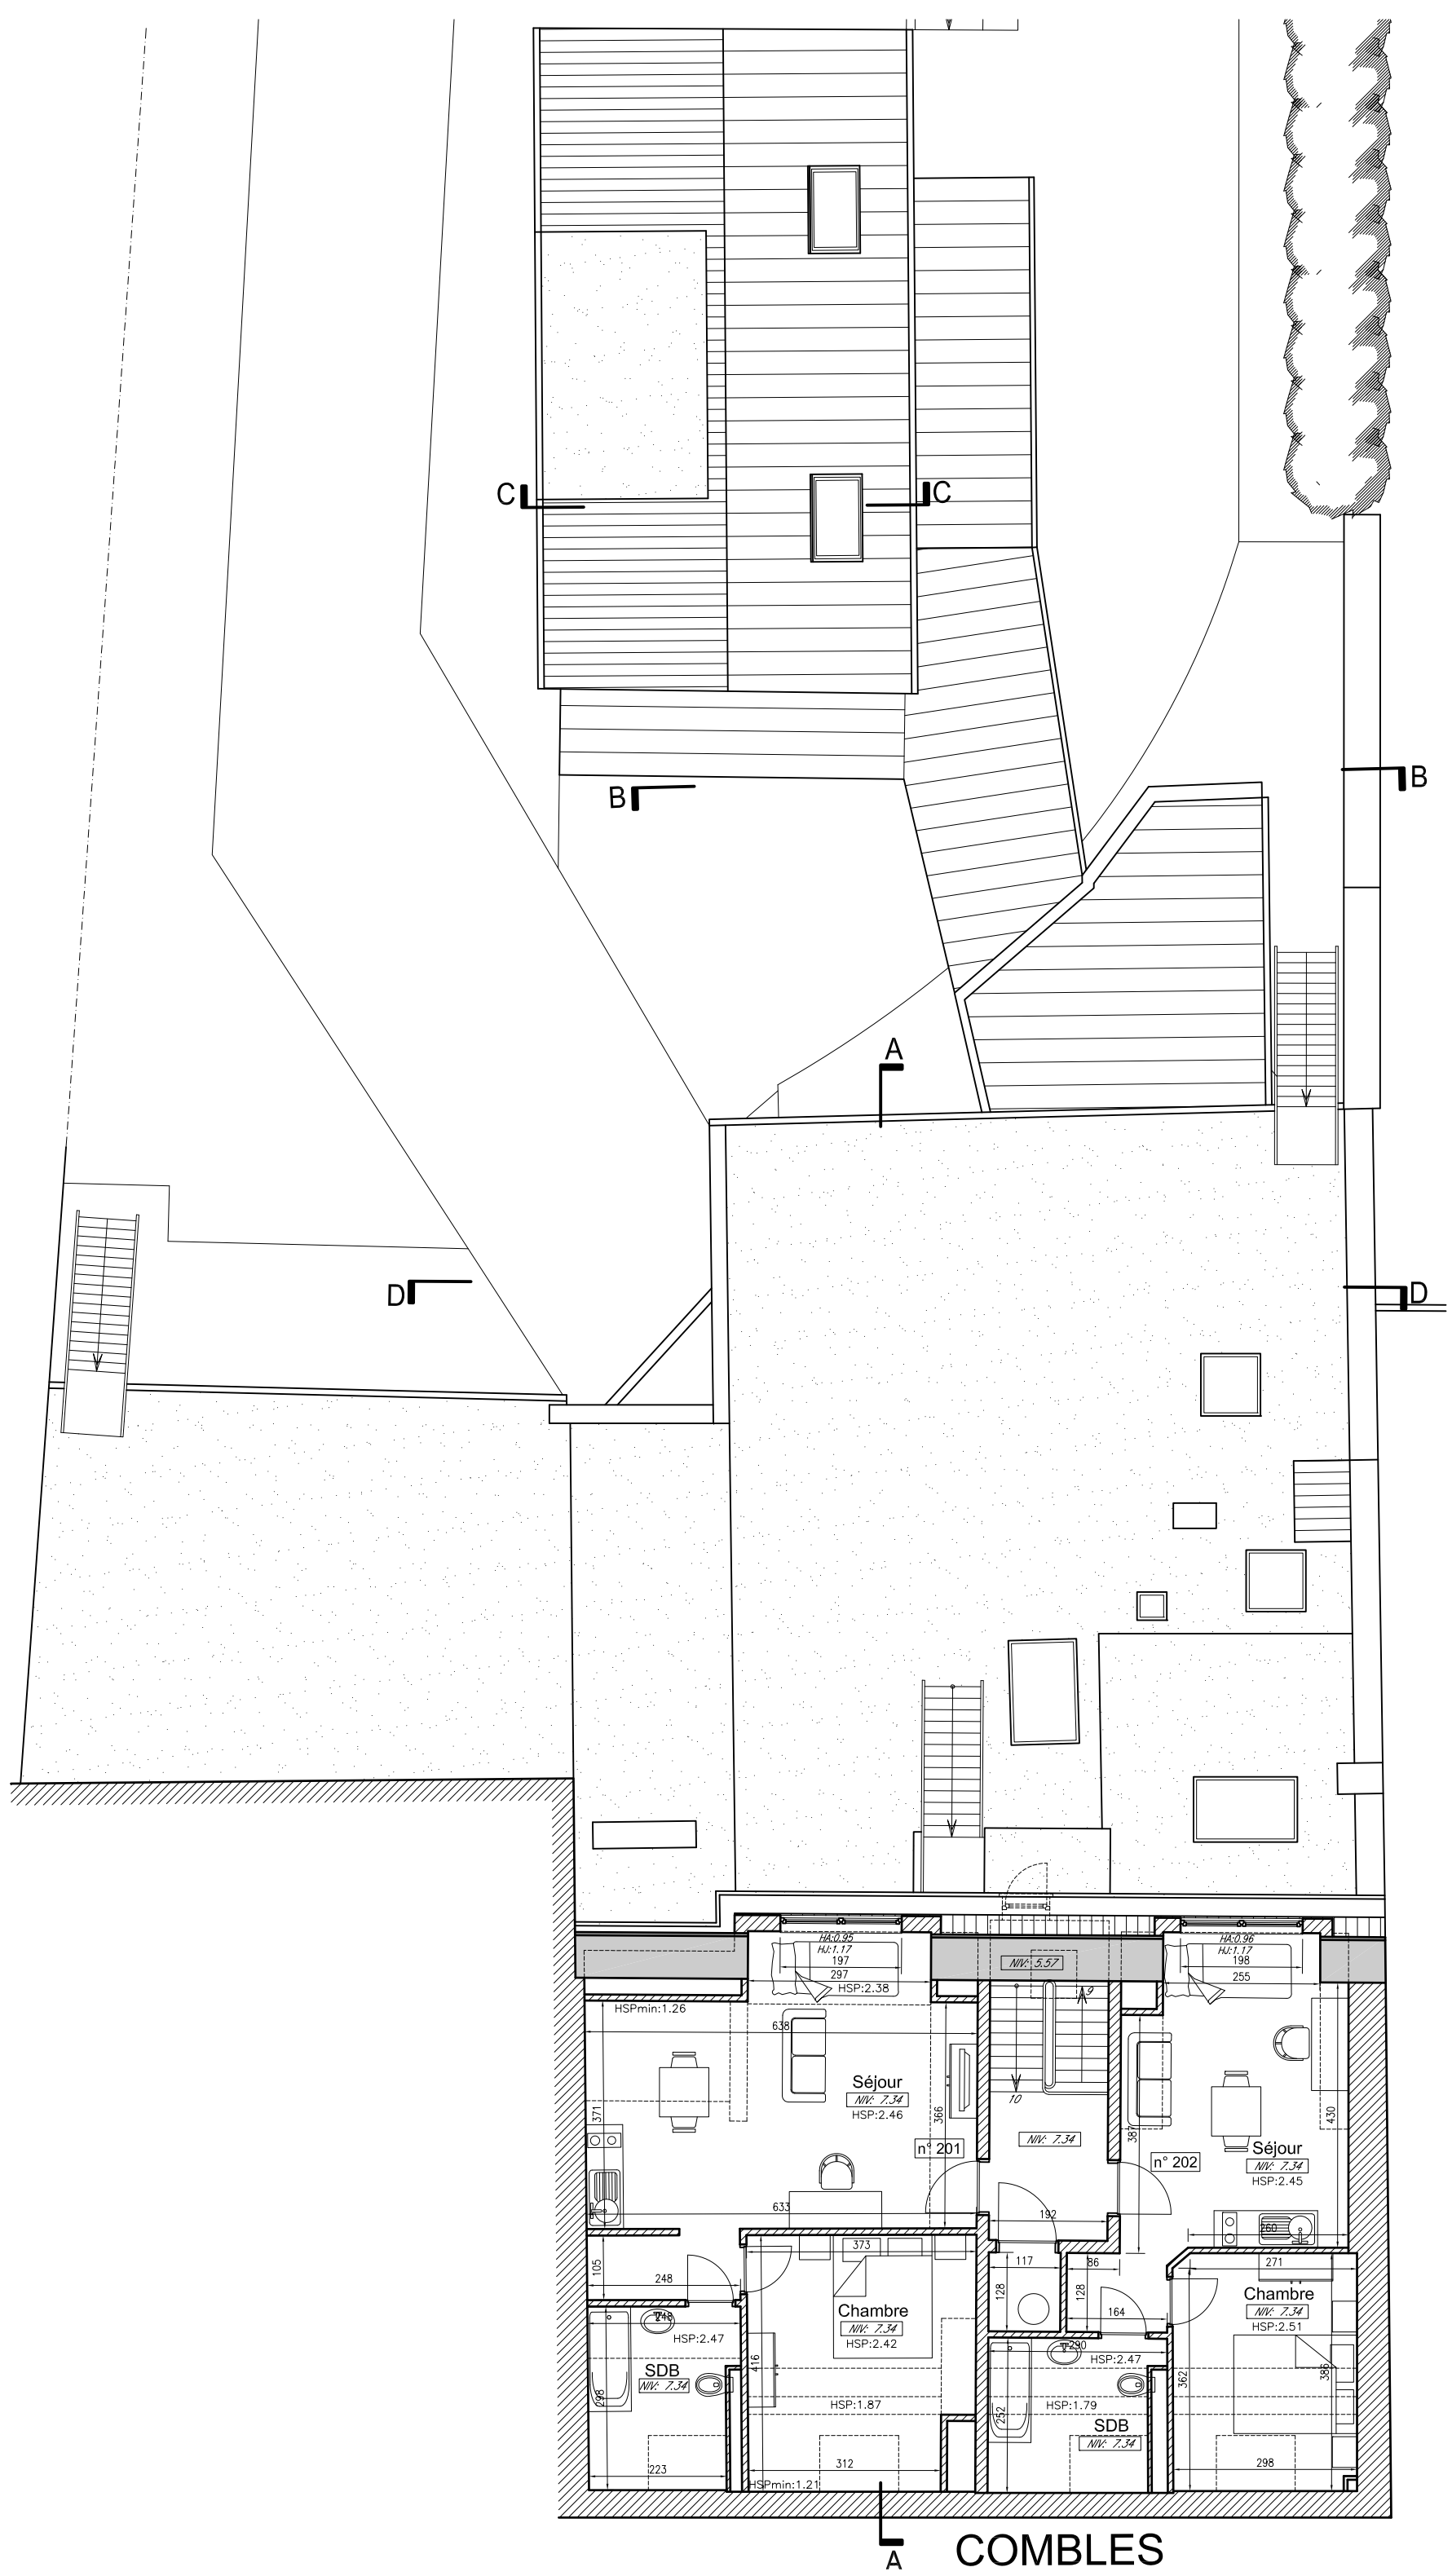 C
C
B
B
A
D
D
HA:0.95
HJ:1.17
197
297
HSP:2.38
NIV: 5.57
HA:0.96
HJ:1.17
198
255
HSPmin:1.26
9
638
Séjour
NIV: 7.34
HSP:2.46
371
366
n° 201
10
NIV: 7.34
387
430
n° 202
Séjour
NIV: 7.34
HSP:2.45
633
192
260
373
105
248
117
128
86
128
164
271
Chambre
NIV: 7.34
HSP:2.42
Chambre
NIV: 7.34
HSP:2.51
248
HSP:2.47
SDB
NIV: 7.34
298
416
290
HSP:2.47
362
386
HSP:1.87
HSP:1.79
252
SDB
NIV: 7.34
223
312
298
HSPmin:1.21
A
COMBLES